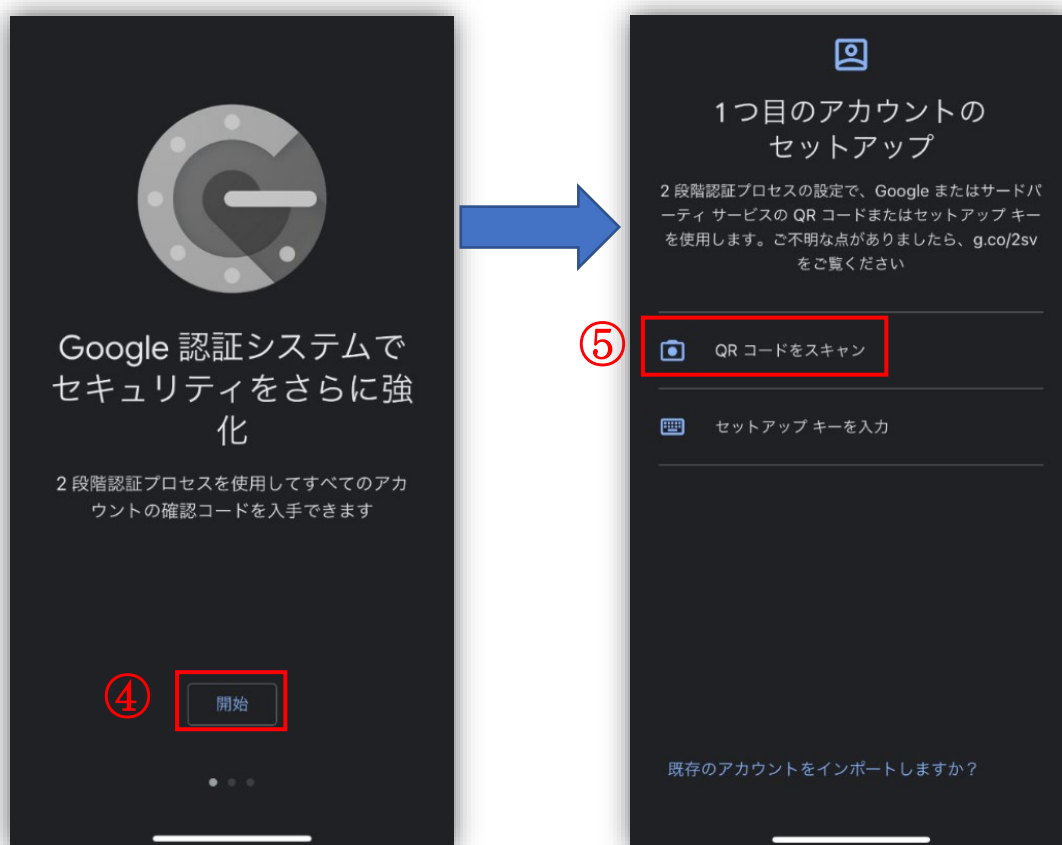 Google 認証システムで
セキュリティをさらに強
化
2 段階認証プロセスを使用してすべてのアカ
ウントの確認コードを入手できます
④
開始
1つ目のアカウントの
セットアップ
2 段階認証プロセスの設定で、Google またはサードパ
ーティ サービスの QR コードまたはセットアップ キー
を使用します。ご不明な点がありましたら、g.co/2sv
をご覧ください
⑤
QR コードをスキャン
セットアップ キーを入力
既存のアカウントをインポートしますか？